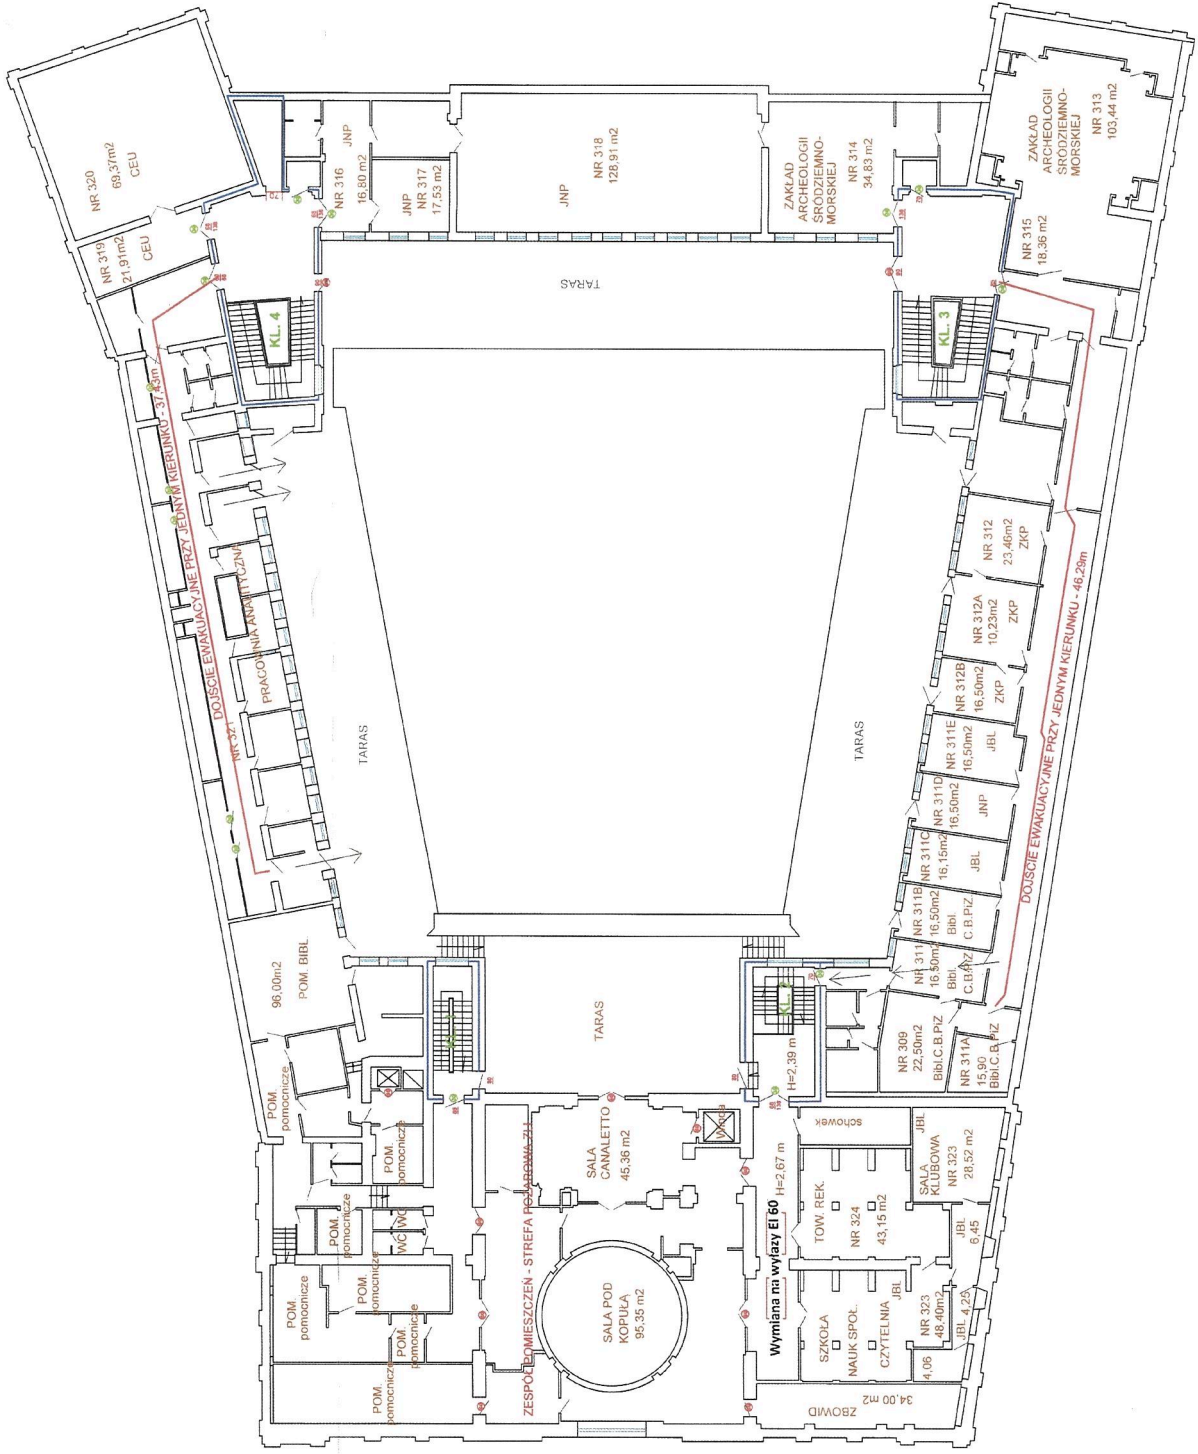 NR 320
69,37m2
CEU
NR 319
21,91m2
CEU
JNP
NR 316
16,80 m2
JNP
NR 317
17,53 m2
JNP
NR 318
128,91 m2
ZAKŁAD
ARCHEOLOGII
ŚRÓDZIEMNO-
MORSKIEJ
NR 314
34,83 m2
ZAKŁAD
ARCHEOLOGII
ŚRÓDZIEMNO-
MORSKIEJ
NR 313
103,44 m2
NR 315
18,36 m2
TARAS
KL. 4
KL. 3
DOJŚCIE EWAKUACYJNE PRZY JEDNYM KIERUNKU - 37,43m
NR 321
PRACOWNIA ANALITYCZNA
TARAS
TARAS
NR 312
23,46m2
ZKP
NR 312A
10,23m2
ZKP
NR 312B
16,50m2
ZKP
NR 311E
16,50m2
JBL
NR 311D
16,50m2
JNP
NR 311C
16,15m2
JBL
NR 311B
16,50m2
Bibl.
C.B.PiZ.
NR 311
16,50m2
Bibl.
C.B.PiZ
DOJŚCIE EWAKUACYJNE PRZY JEDNYM KIERUNKU - 46,29m
NR 309
22,50m2
Bibl.C.B.PiZ
NR 311A
15,90
Bibl.C.B.PiZ
96,00m2
POM. BIBL
KL. 2
TARAS
H=2,39 m
POM.
pomocnicze
POM.
pomocnicze
POM.
pomocnicze
WC
WC
POM.
pomocnicze
POM.
pomocnicze
POM.
pomocnicze
POM.
pomocnicze
ZESPÓŁ POMIESZCZEŃ - STREFA POŻAROWA ZL I
SALA
CANALETTO
45,36 m2
Winda
SALA POD
KOPUŁĄ
95,35 m2
H=2,67 m
Wymiana na wyłazy EI 60
schowek
TOW. REK.
NR 324
43,15 m2
JBL
SALA
KLUBOWA
NR 323
28,52 m2
JBL
6,45
SZKOŁA
NAUK SPOŁ.
CZYTELNIA
JBL
NR 323
48,40m2
JBL 4,25
4,06
ZBOWID
34,00 m2